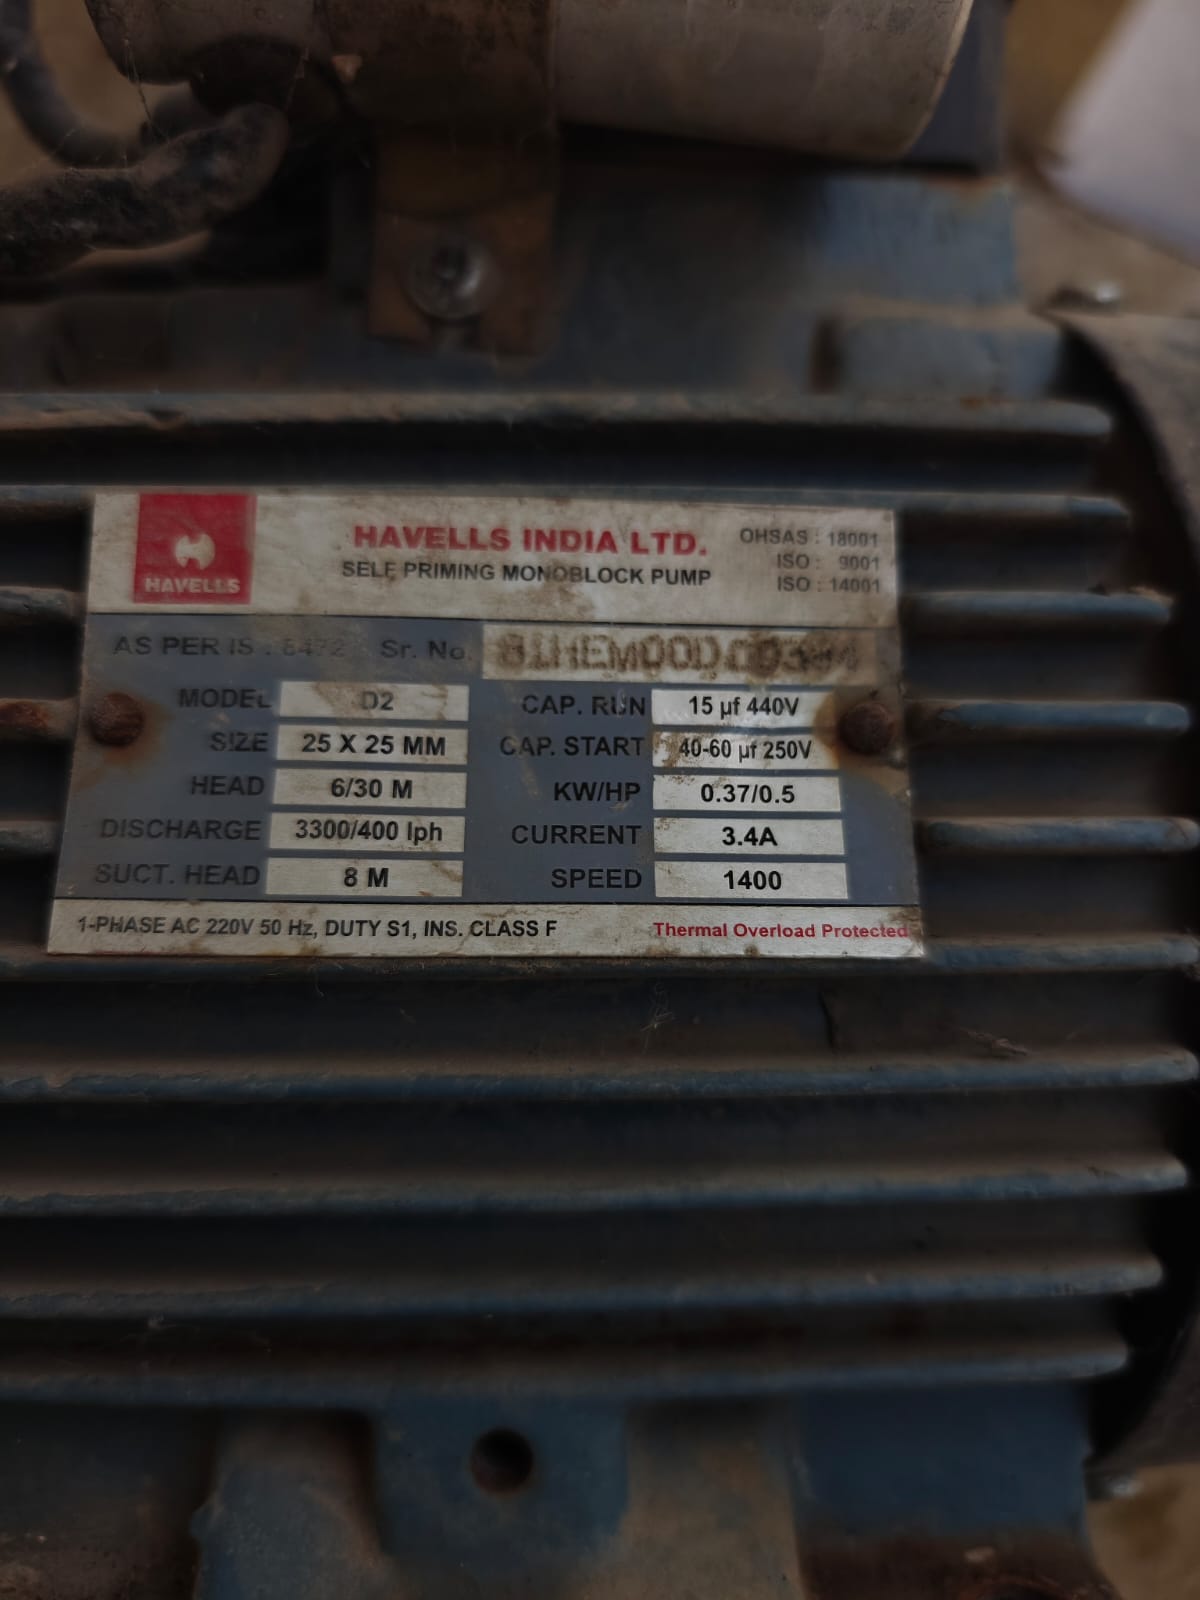 HAVELLS
HAVELLS INDIA LTD.
SELF PRIMING MONOBLOCK PUMP
OHSAS : 18001
ISO : 9001
ISO : 14001
AS PER IS : 8472 Sr. No.
MODEL D2 CAP. RUN 15 µf 440V
SIZE 25 X 25 MM CAP. START 40-60 µf 250V
HEAD 6/30 M KW/HP 0.37/0.5
DISCHARGE 3300/400 lph CURRENT 3.4A
SUCT. HEAD 8 M SPEED 1400
1-PHASE AC 220V 50 Hz, DUTY S1, INS. CLASS F Thermal Overload Protected